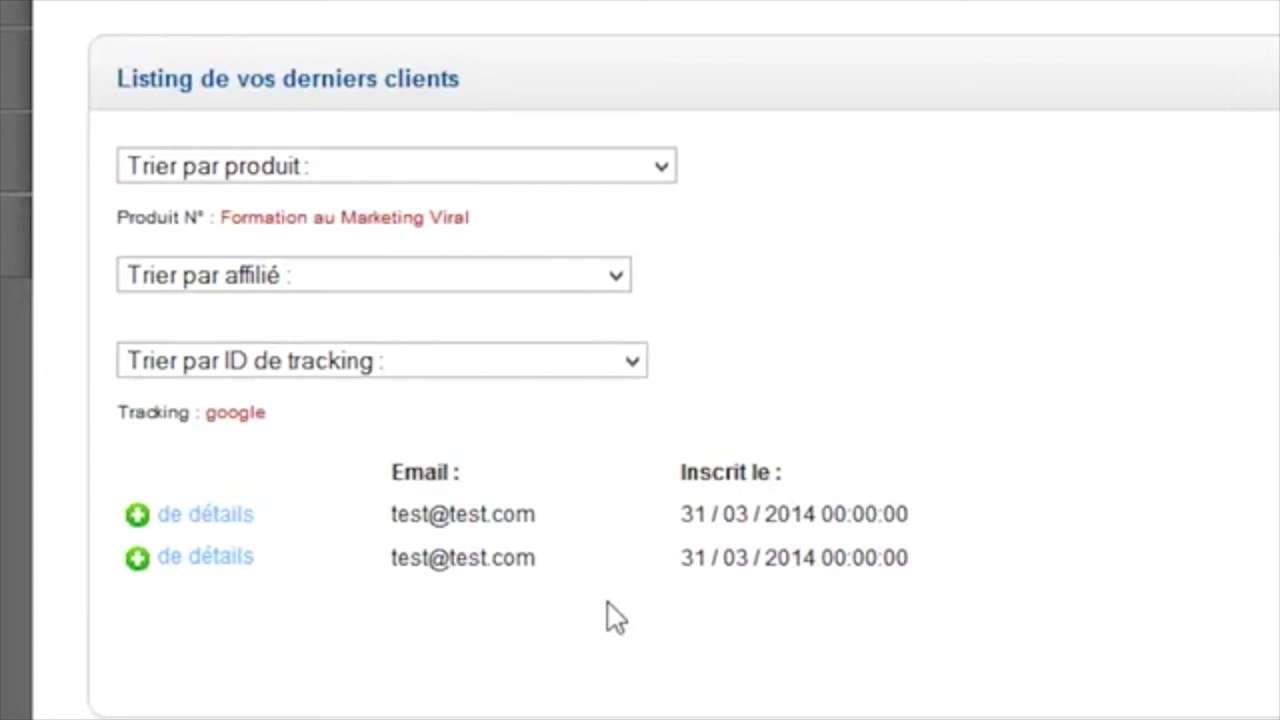 Listing de vos derniers clients
Trier par produit :
Produit N° : Formation au Marketing Viral
Trier par affilié :
Trier par ID de tracking :
Tracking : google
Email : Inscrit le :
de détails test@test.com 31 / 03 / 2014 00:00:00
de détails test@test.com 31 / 03 / 2014 00:00:00